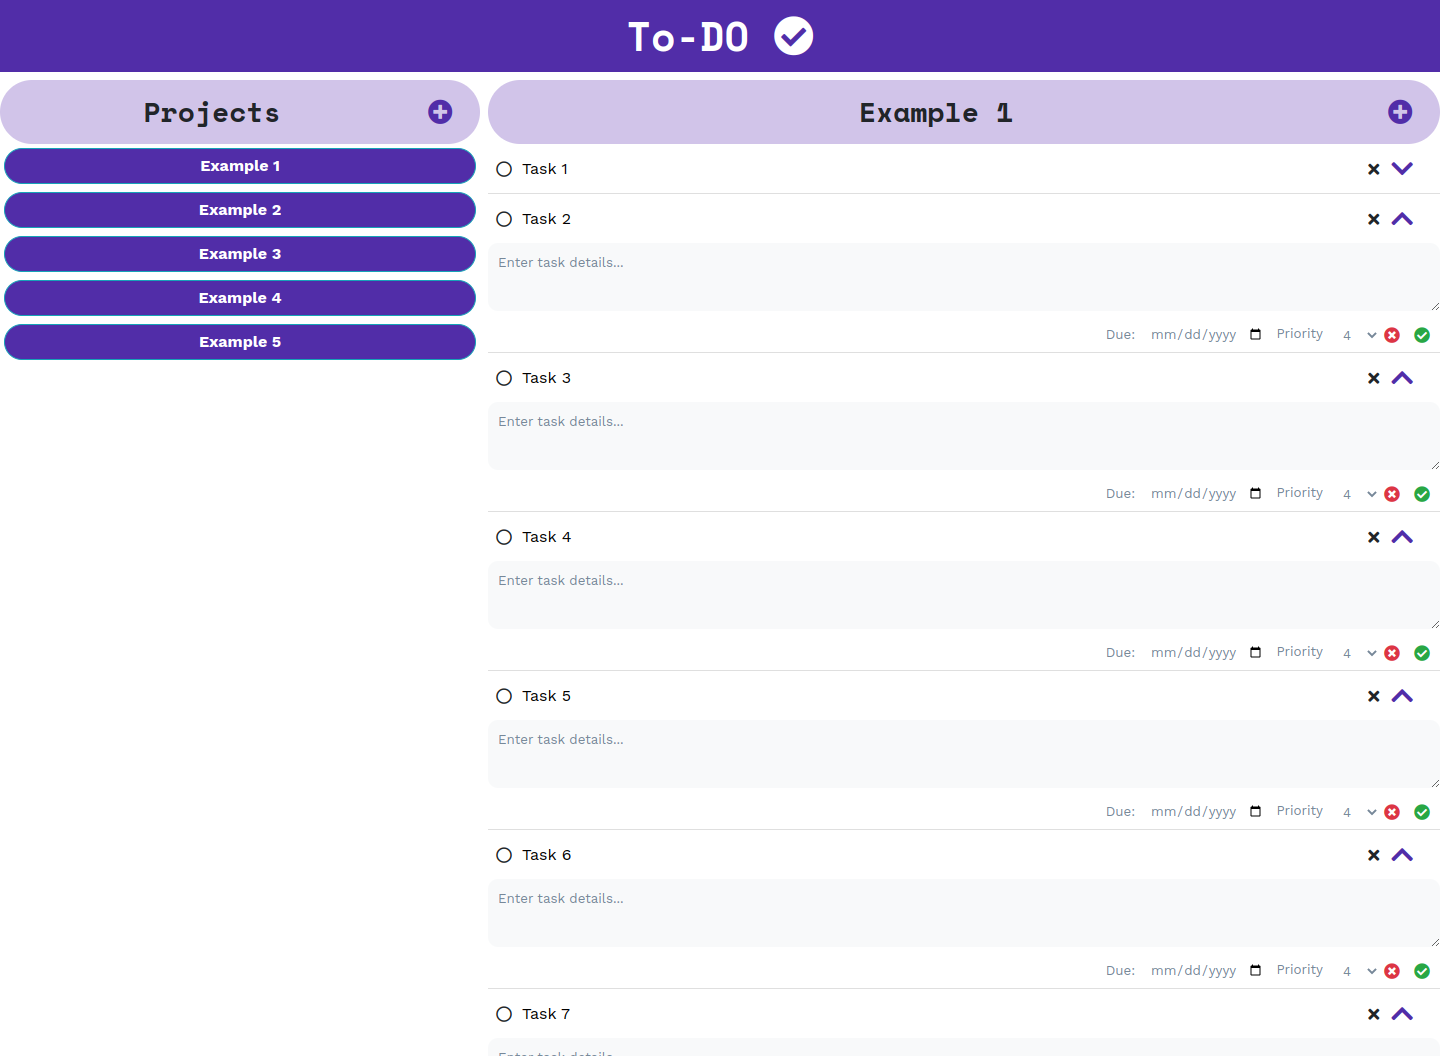 To-DO
Projects
Example 1
Example 2
Example 3
Example 4
Example 5
Example 1
Task 1
Task 2
Enter task details...
Due: mm/dd/yyyy Priority 4
Task 3
Enter task details...
Due: mm/dd/yyyy Priority 4
Task 4
Enter task details...
Due: mm/dd/yyyy Priority 4
Task 5
Enter task details...
Due: mm/dd/yyyy Priority 4
Task 6
Enter task details...
Due: mm/dd/yyyy Priority 4
Task 7
Enter task details...